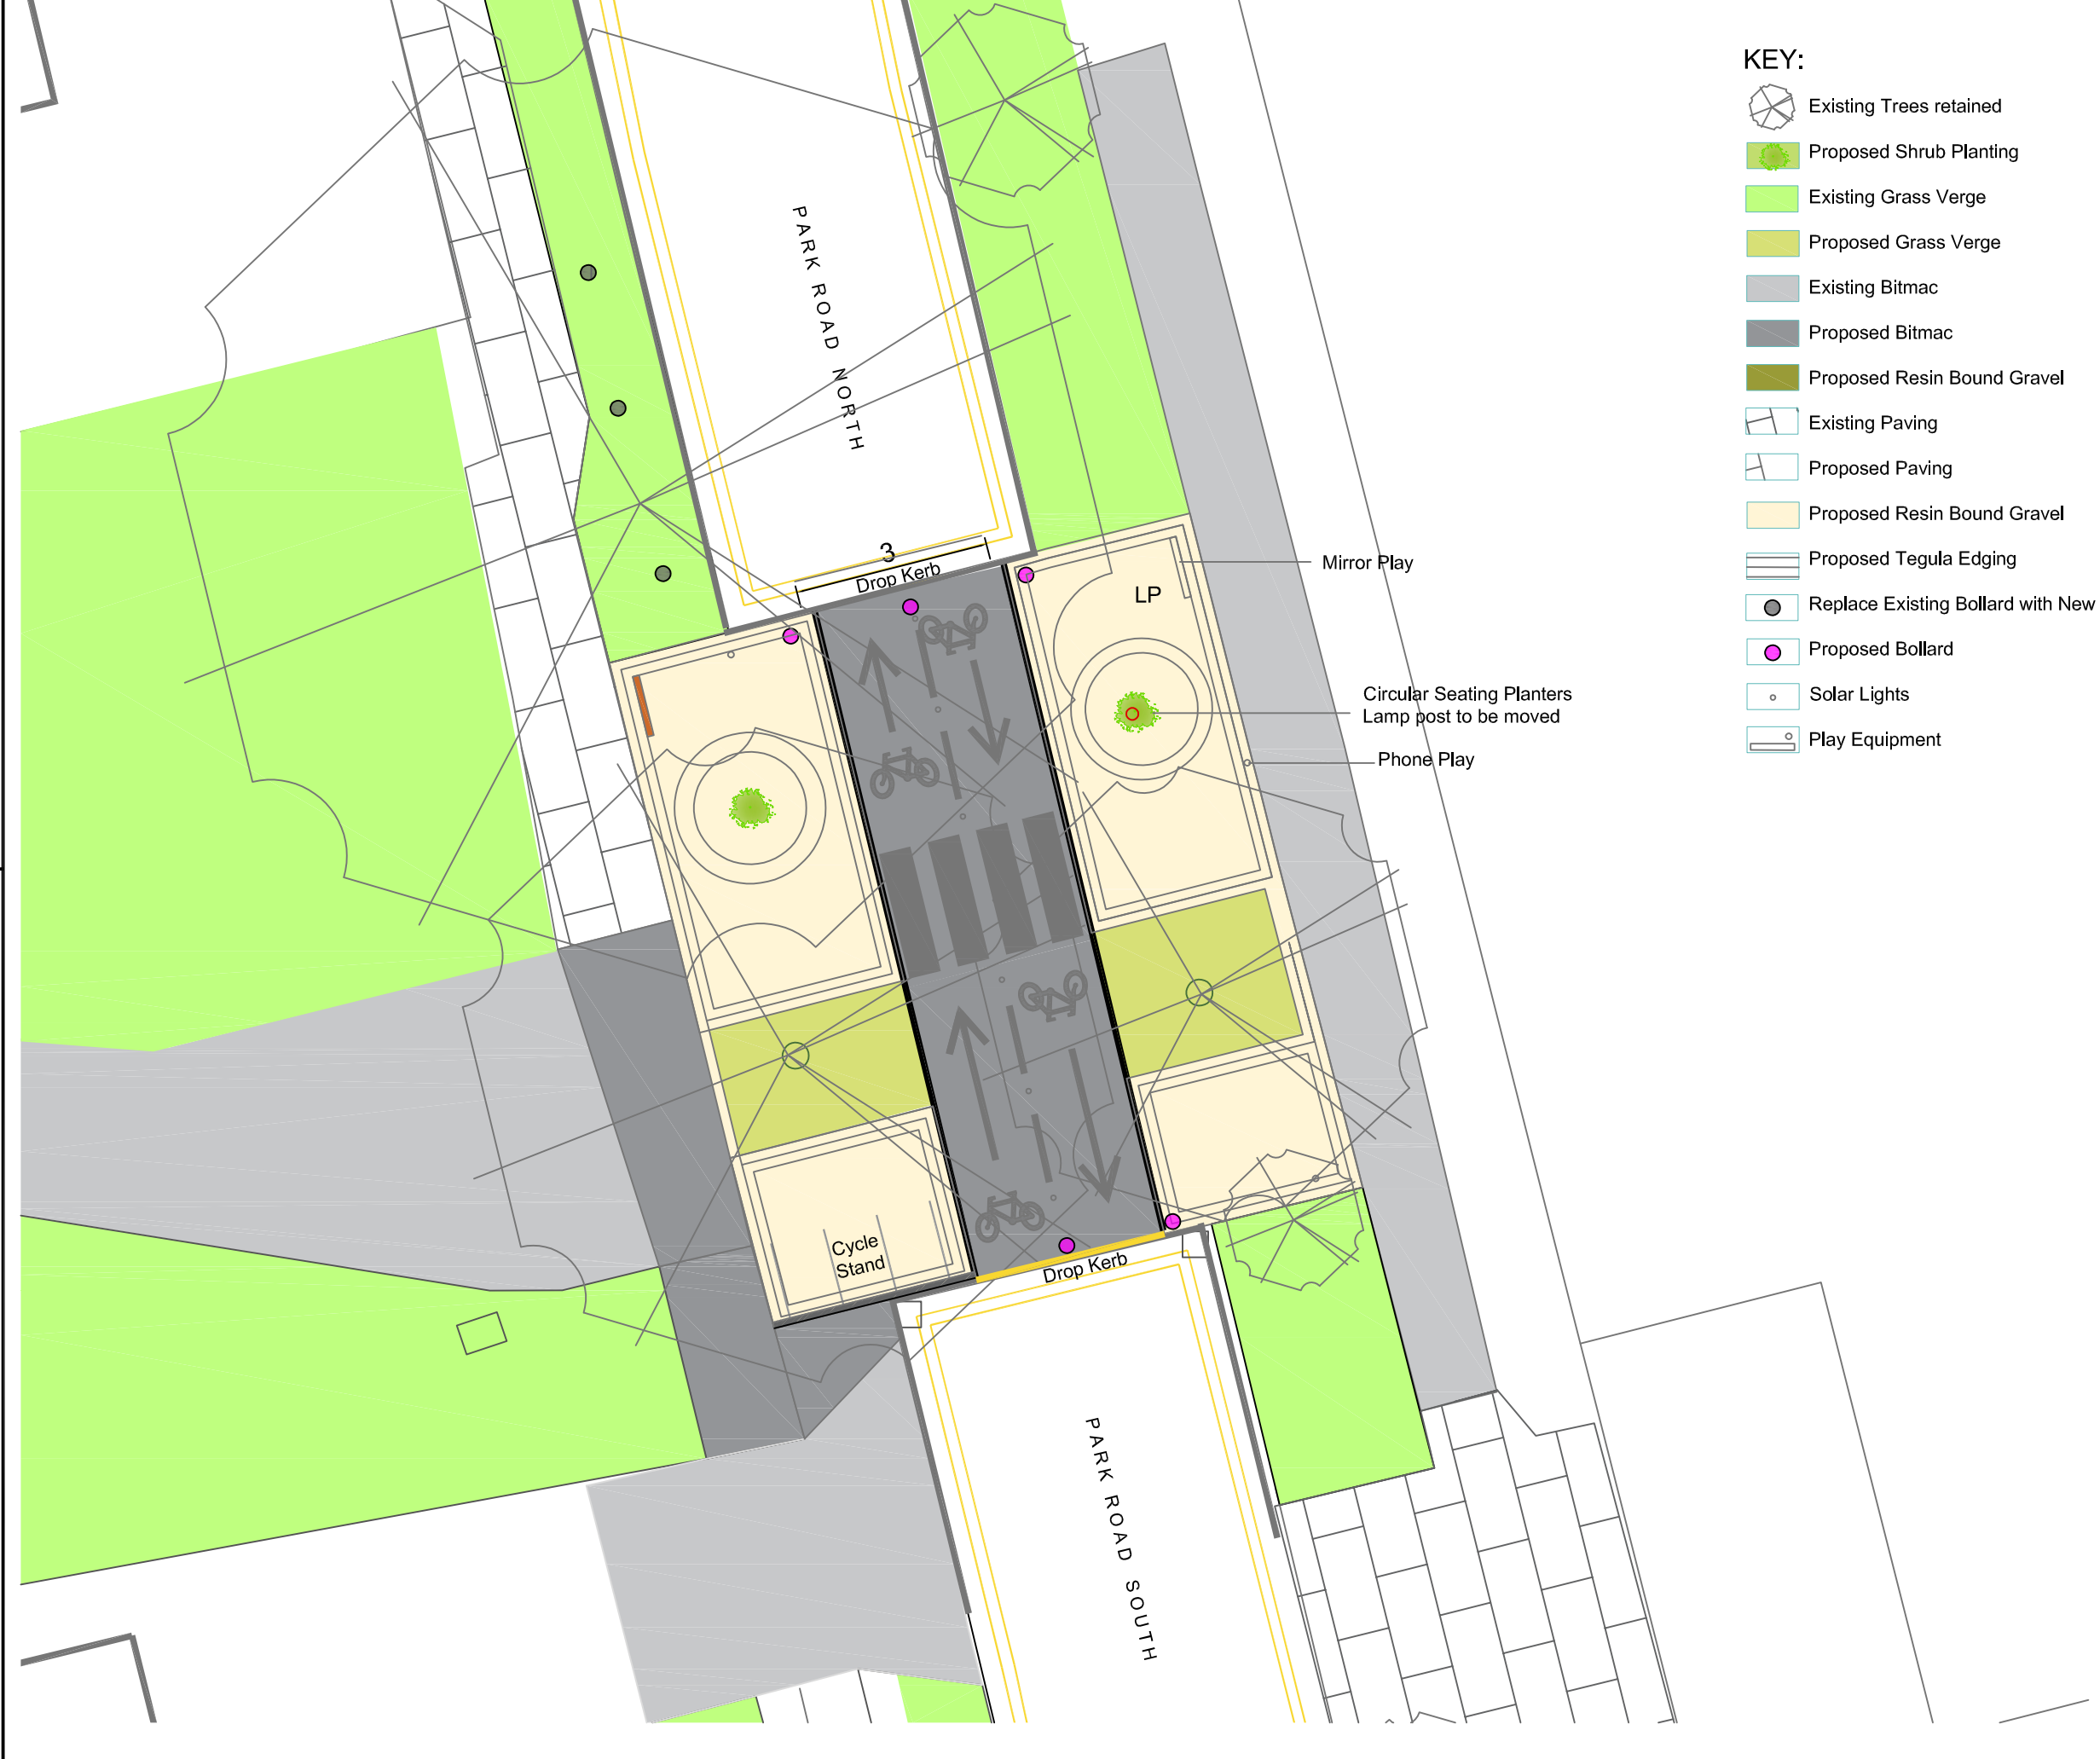 KEY:
Existing Trees retained
Proposed Shrub Planting
Existing Grass Verge
Proposed Grass Verge
Existing Bitmac
Proposed Bitmac
Proposed Resin Bound Gravel
Existing Paving
Proposed Paving
Proposed Resin Bound Gravel
Proposed Tegula Edging
Replace Existing Bollard with New
Proposed Bollard
Solar Lights
Play Equipment
PARK ROAD NORTH
3
Drop Kerb
Mirror Play
LP
Circular Seating Planters
Lamp post to be moved
Phone Play
Cycle
Stand
Drop Kerb
PARK ROAD SOUTH